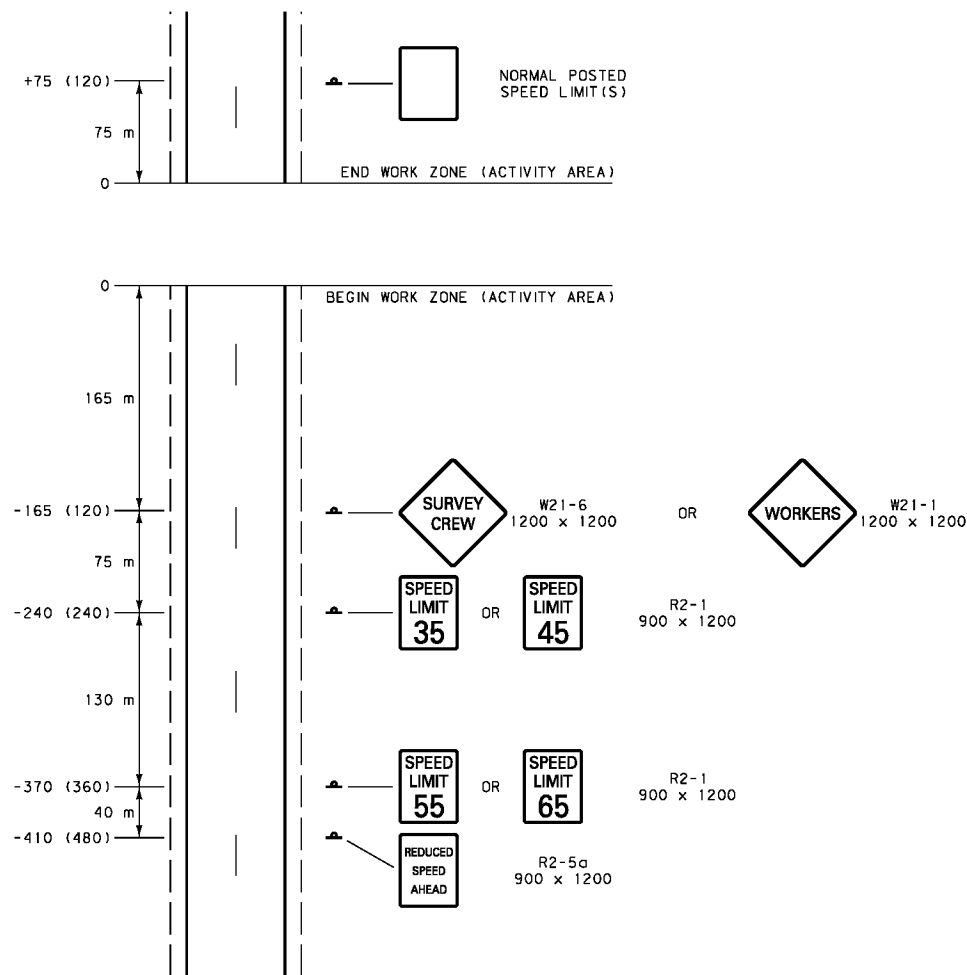 +75 (120)
NORMAL POSTED
SPEED LIMIT(S)
75 m
END WORK ZONE (ACTIVITY AREA)
0
0
BEGIN WORK ZONE (ACTIVITY AREA)
165 m
-165 (120)
SURVEY
CREW
W21-6
1200 x 1200
OR
WORKERS
W21-1
1200 x 1200
75 m
-240 (240)
SPEED
LIMIT
35
OR
SPEED
LIMIT
45
R2-1
900 x 1200
130 m
-370 (360)
SPEED
LIMIT
55
OR
SPEED
LIMIT
65
R2-1
900 x 1200
40 m
-410 (480)
REDUCED
SPEED
AHEAD
R2-5a
900 x 1200